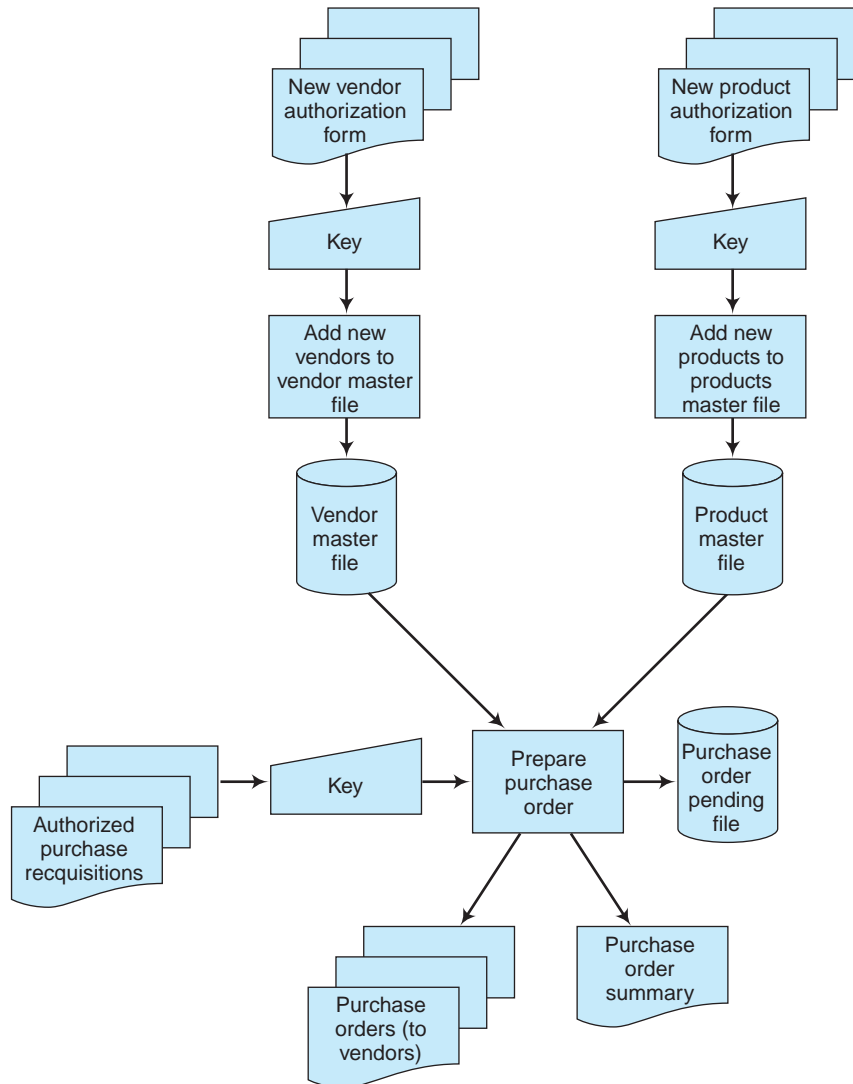 New vendor
authorization
form
New product
authorization
form
Key
Key
Add new
vendors to
vendor master
file
Add new
products to
products
master file
Vendor
master
file
Product
master
file
Authorized
purchase
recquisitions
Key
Prepare
purchase
order
Purchase
order
pending
file
Purchase
orders (to
vendors)
Purchase
order
summary